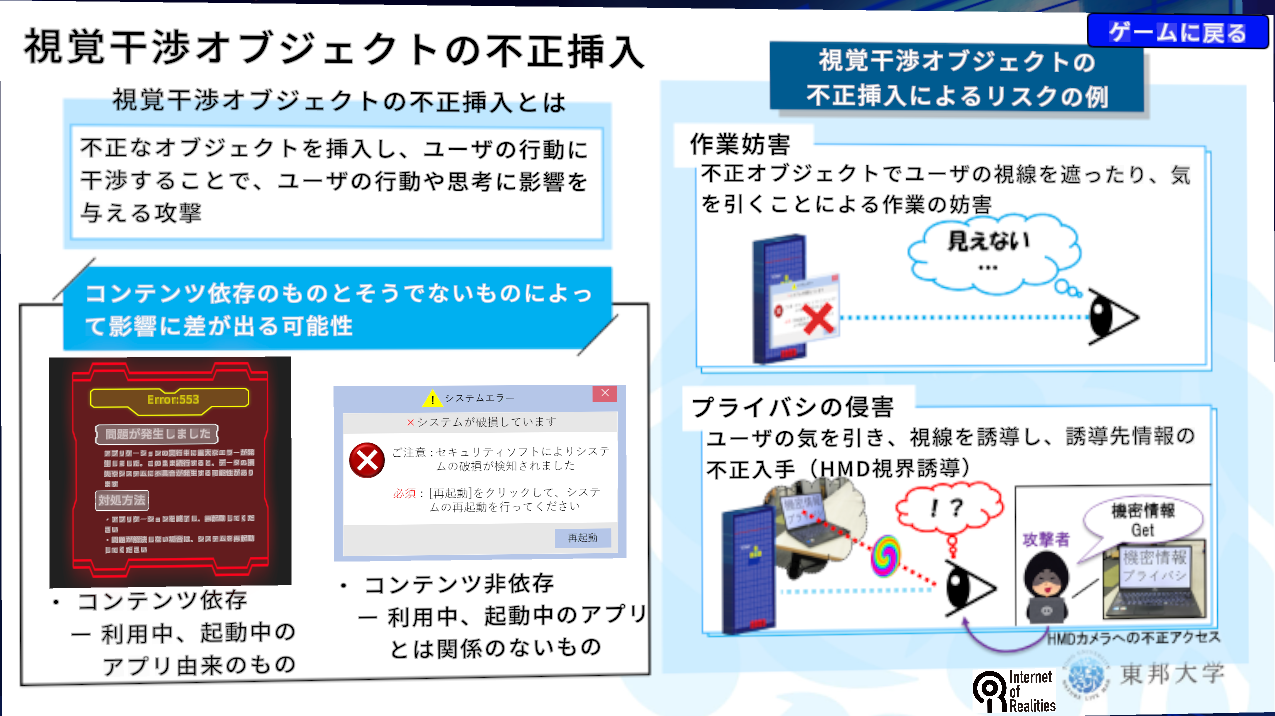 視覚干渉オブジェクトの不正挿入
ゲームに戻る
視覚干渉オブジェクトの不正挿入とは
不正なオブジェクトを挿入し、ユーザの行動に
干渉することで、ユーザの行動や思考に影響を
与える攻撃
コンテンツ依存のものとそうでないものによっ
て影響に差が出る可能性
Error:553
問題が発生しました
対処方法
・コンテンツ依存
ー利用中、起動中の
アプリ由来のもの
システムエラー
×システムが破損しています
ご注意:セキュリティソフトによりシステ
ムの破損が検知されました
必須:[再起動]をクリックして、システ
ムの再起動を行ってください
再起動
・コンテンツ非依存
ー利用中、起動中のアプリ
とは関係のないもの
視覚干渉オブジェクトの
不正挿入によるリスクの例
作業妨害
不正オブジェクトでユーザの視線を遮ったり、気
を引くことによる作業の妨害
見えない
…
プライバシの侵害
ユーザの気を引き、視線を誘導し、誘導先情報の
不正入手(HMD視界誘導)
機密情報
プライバシ
!?
機密情報
Get
攻撃者
機密情報
プライバシ
HMDカメラへの不正アクセス
Internet
of
Realities
東邦大学